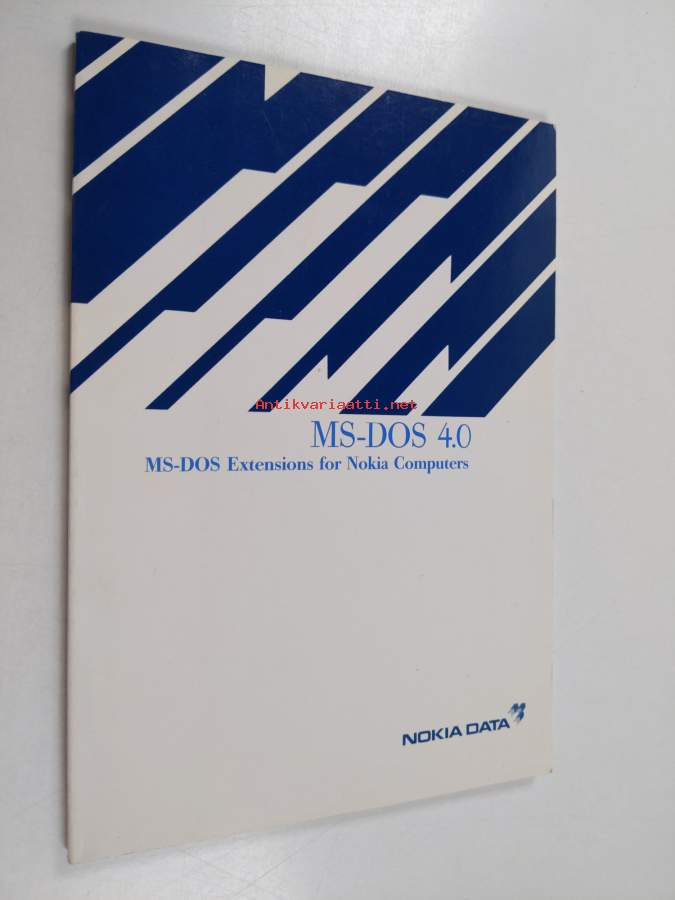 Antikvariaatti.net
MS-DOS 4.0
MS-DOS Extensions for Nokia Computers
NOKIA DATA